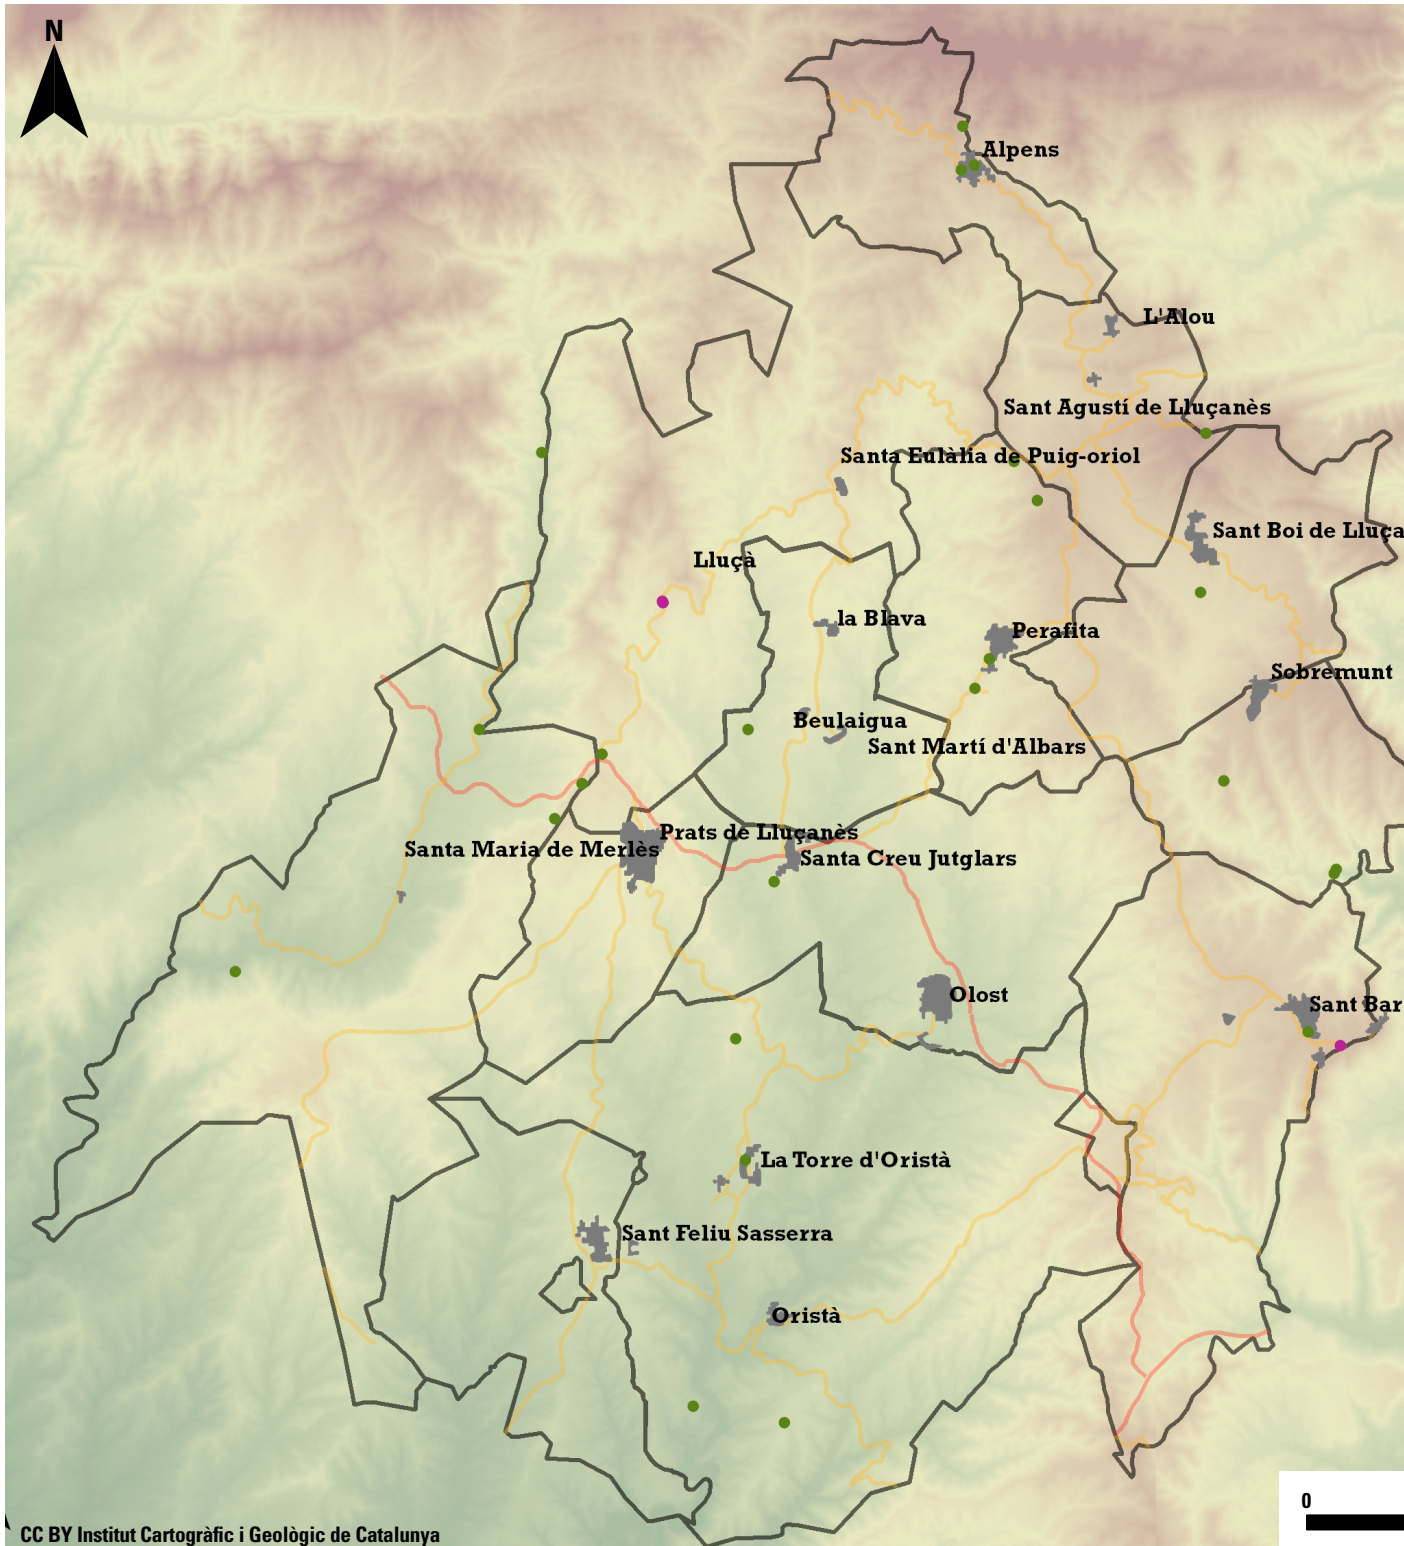 N
Alpens
L'Alou
Sant Agustí de Lluçanès
Santa Eulàlia de Puig-oriol
Sant Boi de Lluça
Lluçà
la Blava
Perafita
Sobremunt
Beulaigua
Sant Martí d'Albars
Prats de Lluçanès
Santa Maria de Merlès
Santa Creu Jutglars
Olost
Sant Bar
La Torre d'Oristà
Sant Feliu Sasserra
Oristà
0
CC BY Institut Cartogràfic i Geològic de Catalunya